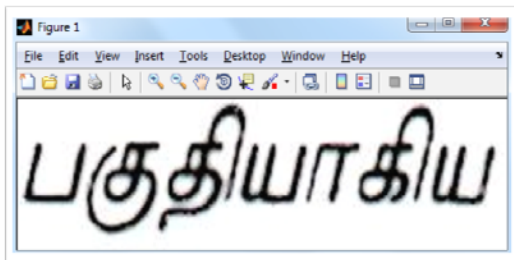 Figure 1
File Edit View Insert Tools Desktop Window Help
பகுதியாகிய